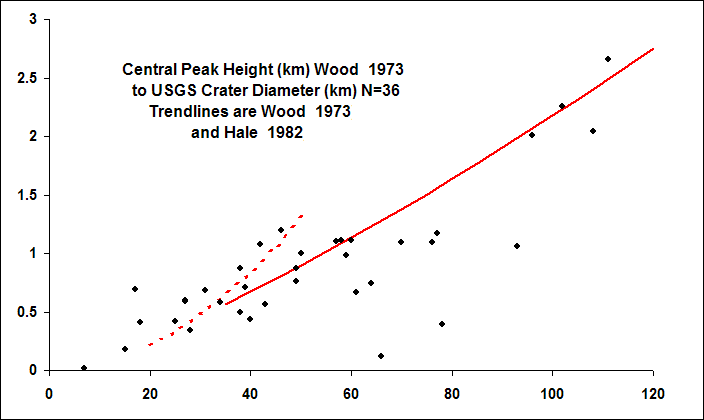 3
Central Peak Height (km) Wood  1973
to USGS Crater Diameter (km) N=36
Trendlines are Wood  1973
and Hale  1982
2.5
2
1.5
1
0.5
0
0 20 40 60 80 100 120